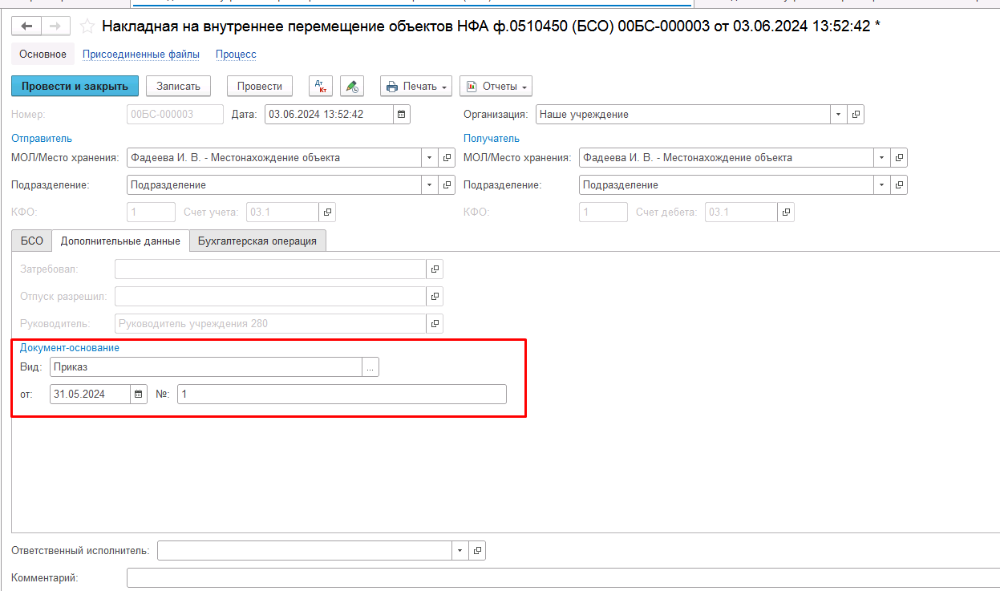 Накладная на внутреннее перемещение объектов НФА ф.0510450 (БСО) 00БС-000003 от 03.06.2024 13:52:42 *
Основное Присоединенные файлы Процесс
Провести и закрыть Записать Провести Дт Кт Печать Отчеты
Номер: 00БС-000003 Дата: 03.06.2024 13:52:42 Организация: Наше учреждение
Отправитель Получатель
МОЛ/Место хранения: Фадеева И. В. - Местонахождение объекта МОЛ/Место хранения: Фадеева И. В. - Местонахождение объекта
Подразделение: Подразделение Подразделение: Подразделение
КФО: 1 Счет учета: 03.1 КФО: 1 Счет дебета: 03.1
БСО Дополнительные данные Бухгалтерская операция
Затребовал:
Отпуск разрешил:
Руководитель: Руководитель учреждения 280
Документ-основание
Вид: Приказ ...
от: 31.05.2024 №: 1
Ответственный исполнитель:
Комментарий: